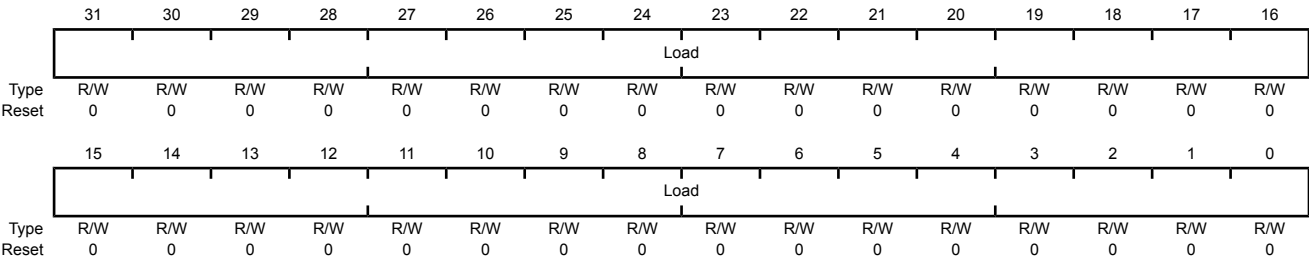 31 30 29 28 27 26 25 24 23 22 21 20 19 18 17 16
Load
Type R/W R/W R/W R/W R/W R/W R/W R/W R/W R/W R/W R/W R/W R/W R/W R/W
Reset 0 0 0 0 0 0 0 0 0 0 0 0 0 0 0 0
15 14 13 12 11 10 9 8 7 6 5 4 3 2 1 0
Load
Type R/W R/W R/W R/W R/W R/W R/W R/W R/W R/W R/W R/W R/W R/W R/W R/W
Reset 0 0 0 0 0 0 0 0 0 0 0 0 0 0 0 0